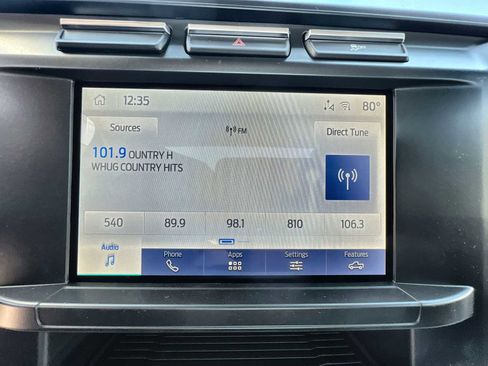 12:35
80°
Sources
FM
Direct Tune
101.9 OUNTRY H
WHUG COUNTRY HITS
540 89.9 98.1 810 106.3
Audio Phone Apps Settings Features